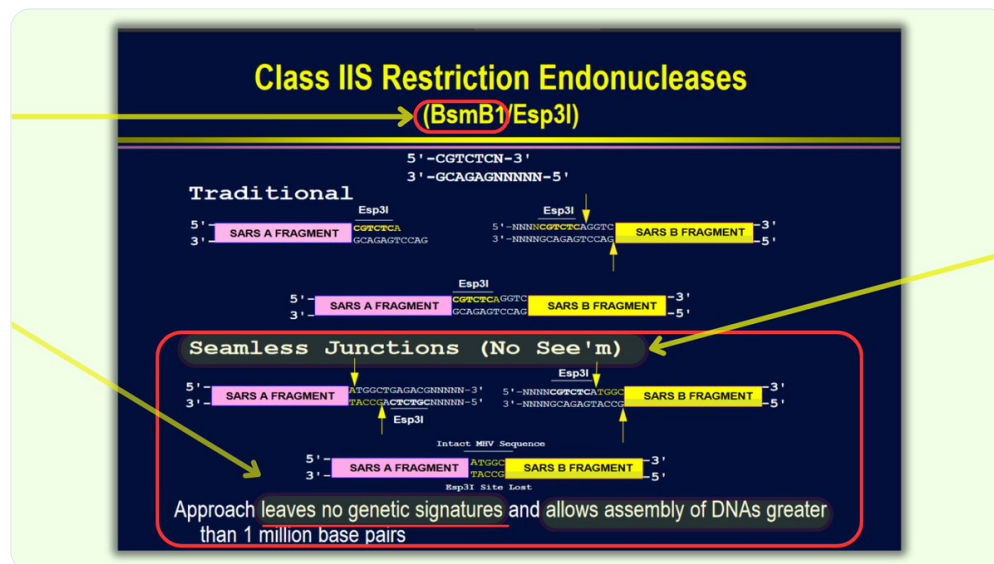 Class IIS Restriction Endonucleases
(BsmB1/Esp3I)
5'-CGTCTCN-3'
3'-GCAGAGNNNNN-5'
Traditional
Esp3I
Esp3I
5'- SARS A FRAGMENT CGTCTCA 5'-NNNNCGTCTCAGGTC SARS B FRAGMENT -3'
3'- GCAGAGTCCAG 3'-NNNNGCAGAGTCCAG -5'
Esp3I
5'- SARS A FRAGMENT CGTCTCAGGTC SARS B FRAGMENT -3'
3'- GCAGAGTCCAG -5'
Seamless Junctions (No See'm)
Esp3I
5'- SARS A FRAGMENT ATGGCTGAGACGNNNNN-3' 5'-NNNNCGTCTCATGGC SARS B FRAGMENT -3'
3'- TACCGACTCTGCNNNNN-5' 3'-NNNNGCAGAGTACCG -5'
Esp3I
Intact MHV Sequence
5'- SARS A FRAGMENT ATGGC SARS B FRAGMENT -3'
3'- TACCG -5'
Esp3I Site Lost
Approach leaves no genetic signatures and allows assembly of DNAs greater
than 1 million base pairs